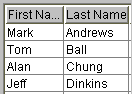 First Na... Last Name
Mark Andrews
Tom Ball
Alan Chung
Jeff Dinkins